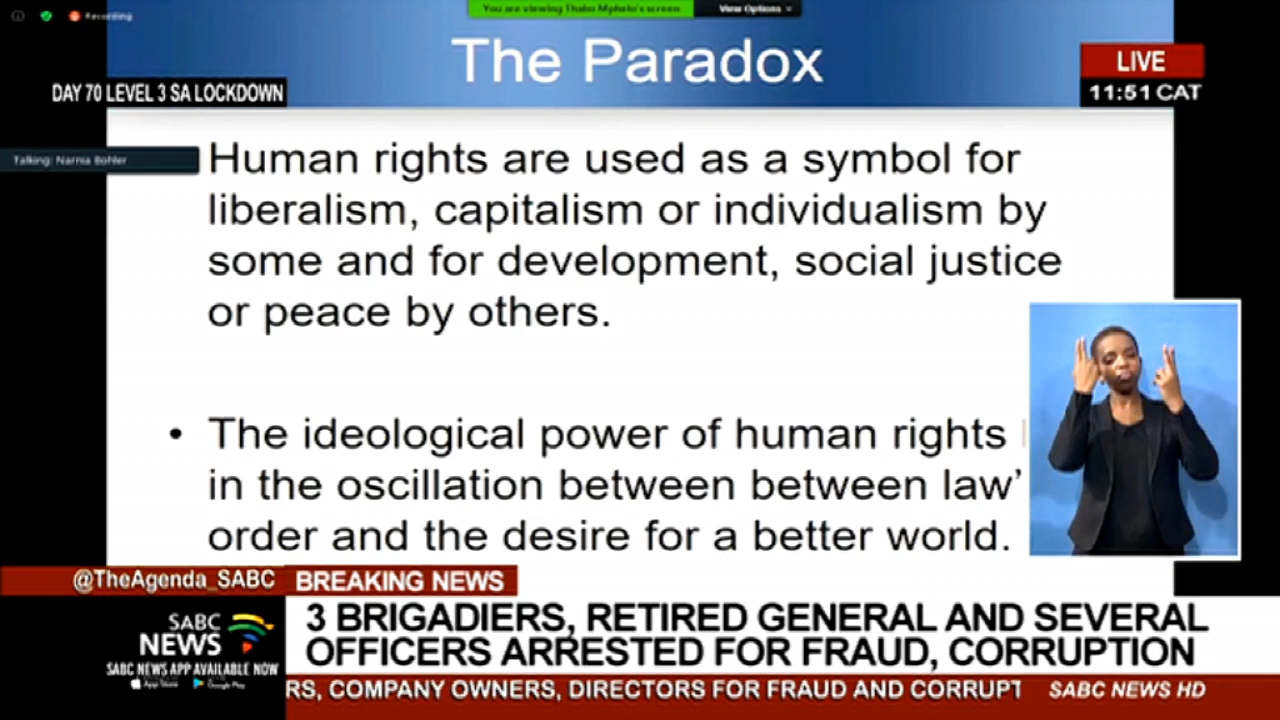 Recording
You are viewing Thabo Mphelo's screen
View Options
The Paradox
LIVE
11:51 CAT
DAY 70 LEVEL 3 SA LOCKDOWN
Talking: Narnia Bohler
Human rights are used as a symbol for
liberalism, capitalism or individualism by
some and for development, social justice
or peace by others.
• The ideological power of human rights
in the oscillation between between law’
order and the desire for a better world.
@TheAgenda_SABC
BREAKING NEWS
SABC
NEWS
SABC NEWS APP AVAILABLE NOW
App Store
Google Play
3 BRIGADIERS, RETIRED GENERAL AND SEVERAL
OFFICERS ARRESTED FOR FRAUD, CORRUPTION
RS, COMPANY OWNERS, DIRECTORS FOR FRAUD AND CORRUPT
SABC NEWS HD